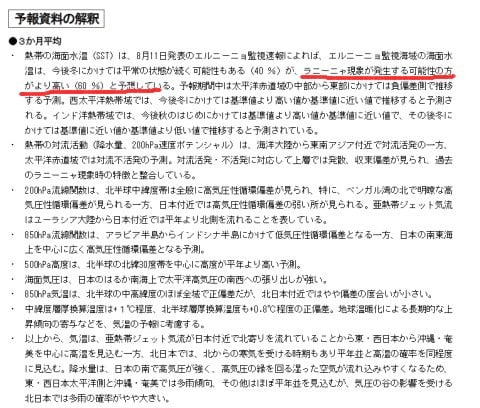 予報資料の解釈
●３か月平均
・ 熱帯の海面水温（SST）は、8月11日発表のエルニーニョ監視速報によれば、エルニーニョ監視海域の海面水
温は、今後冬にかけては平常の状態が続く可能性もある（40 %）が、ラニーニャ現象が発生する可能性の方
がより高い（60 %）と予想している。予報期間中は太平洋赤道域の中部から東部にかけては負偏差側で推移
する予測。西太平洋熱帯域では、今後冬にかけては基準値より高い値か基準値に近い値で推移すると予測さ
れる。インド洋熱帯域では、今後秋のはじめにかけては基準値より高い値か基準値に近い値で、その後冬に
かけては基準値に近い値か基準値より低い値で推移すると予測されている。
・ 熱帯の対流活動（降水量、200hPa速度ポテンシャル）は、海洋大陸から東南アジア付近で対流活発の一方、
太平洋赤道域では対流不活発の予測。対流活発・不活発に対応して上層では発散、収束偏差が見られ、過去
のラニーニャ現象時の特徴と整合している。
・ 200hPa流線関数は、北半球中緯度帯は全般に高気圧性循環偏差が見られ、特に、ベンガル湾の北で明瞭な高
気圧性循環偏差が見られる一方、日本付近では高気圧性循環偏差の弱い所が見られる。亜熱帯ジェット気流
はユーラシア大陸から日本付近では平年より北側を流れることを表している。
・ 850hPa流線関数は、アラビア半島からインドシナ半島にかけて低気圧性循環偏差となる一方、日本の南東海
上を中心に広く高気圧性循環偏差となる予測。
・ 500hPa高度は、北半球の北緯30度帯を中心に高度が平年より高い予測。
・ 海面気圧は、日本のはるか南海上で太平洋高気圧の南西への張り出しが強い。
・ 850hPa気温は、北半球の中高緯度のほぼ全域で正偏差だが、北日本付近ではやや偏差の度合いが小さい。
・ 中緯度層厚換算温度は+１℃程度、北半球層厚換算温度も+0.8℃程度の正偏差。地球温暖化による長期的な上
昇傾向の寄与などを、気温の予報に考慮する。
・ 以上から、気温は、亜熱帯ジェット気流が日本付近で北寄りを流れていることから東・西日本から沖縄・奄
美を中心に高温を見込む一方、北日本では、北からの寒気を受ける時期もあり平年並と高温の確率を同程度
に見込む。降水量は、日本の南で高気圧が強く、高気圧の縁を回る湿った空気が流れ込みやすくなるため、
東・西日本太平洋側と沖縄・奄美では多雨傾向、その他はほぼ平年並を見込むが、気圧の谷の影響を受ける
北日本では多雨の確率がやや大きい。